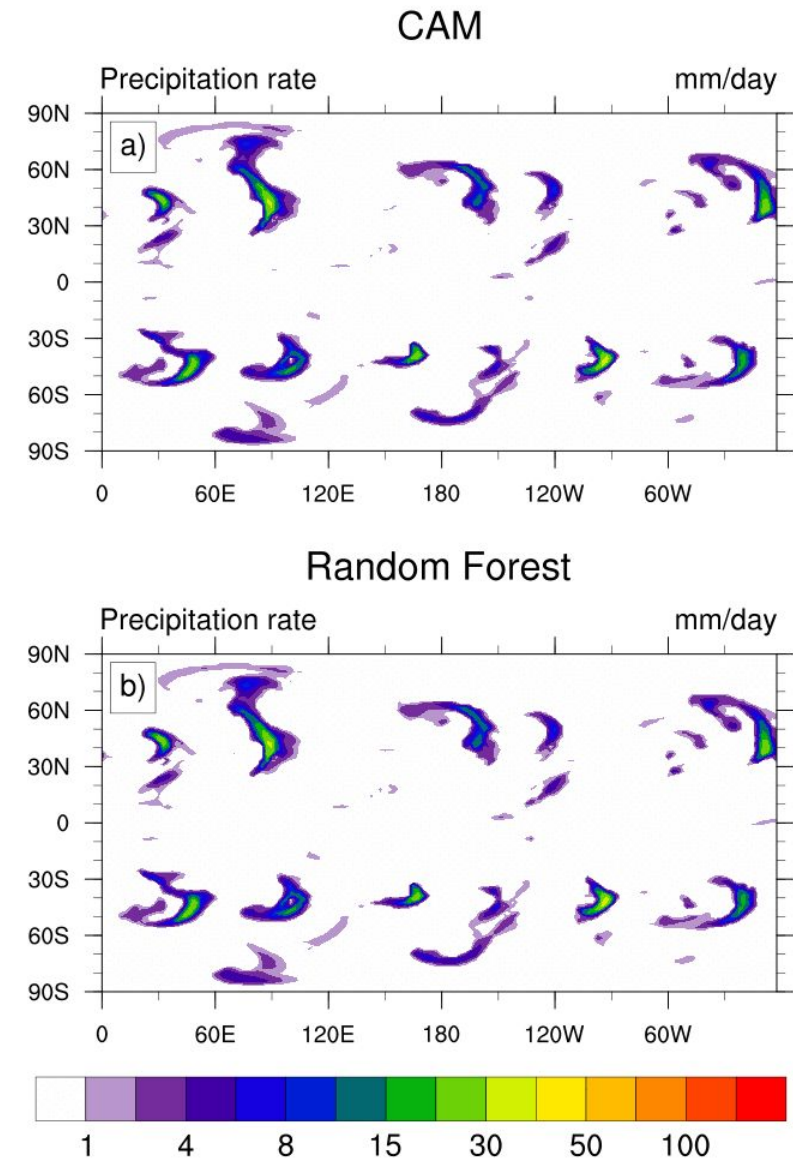 CAM
Precipitation rate mm/day
90N
a)
60N
30N
0
30S
60S
90S
0 60E 120E 180 120W 60W
Random Forest
Precipitation rate mm/day
90N
b)
60N
30N
0
30S
60S
90S
0 60E 120E 180 120W 60W
1 4 8 15 30 50 100